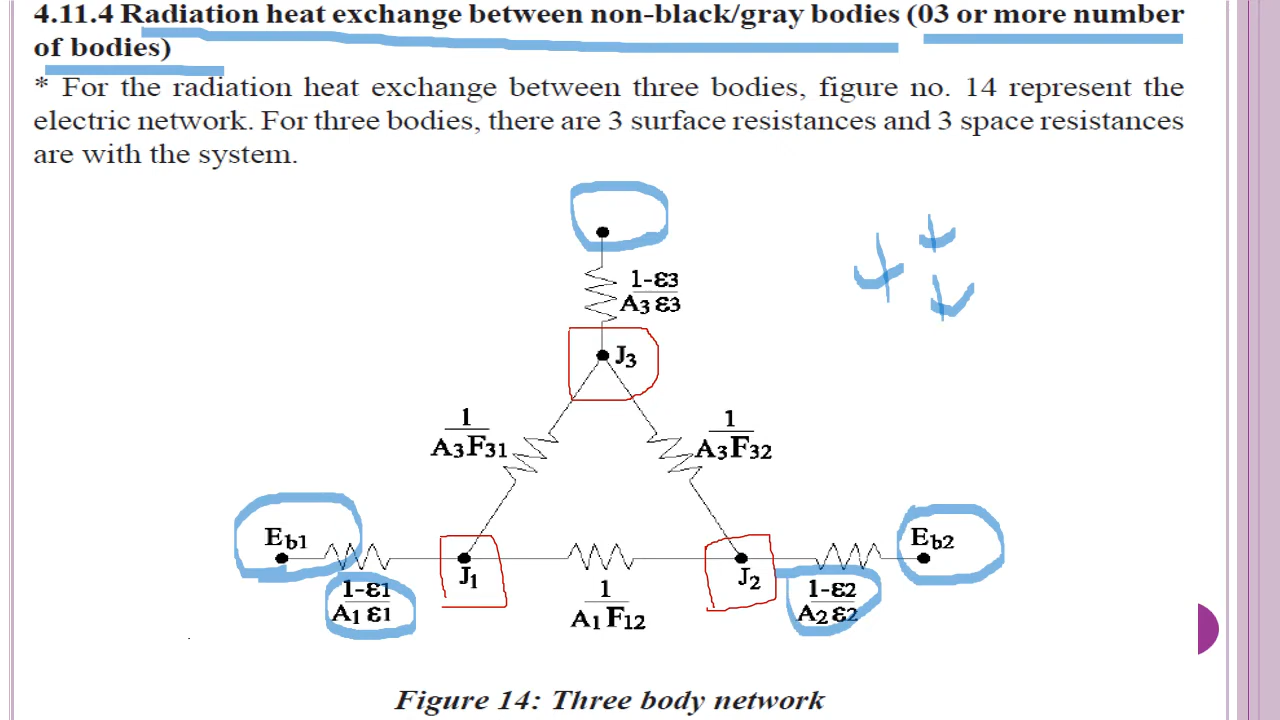 4.11.4 Radiation heat exchange between non-black/gray bodies (03 or more number
of bodies)
* For the radiation heat exchange between three bodies, figure no. 14 represent the
electric network. For three bodies, there are 3 surface resistances and 3 space resistances
are with the system.
1-ε3
A3 ε3
J3
1
A3F31
1
A3F32
Eb1
Eb2
J1
J2
1-ε1
A1 ε1
1
A1F12
1-ε2
A2 ε2
Figure 14: Three body network